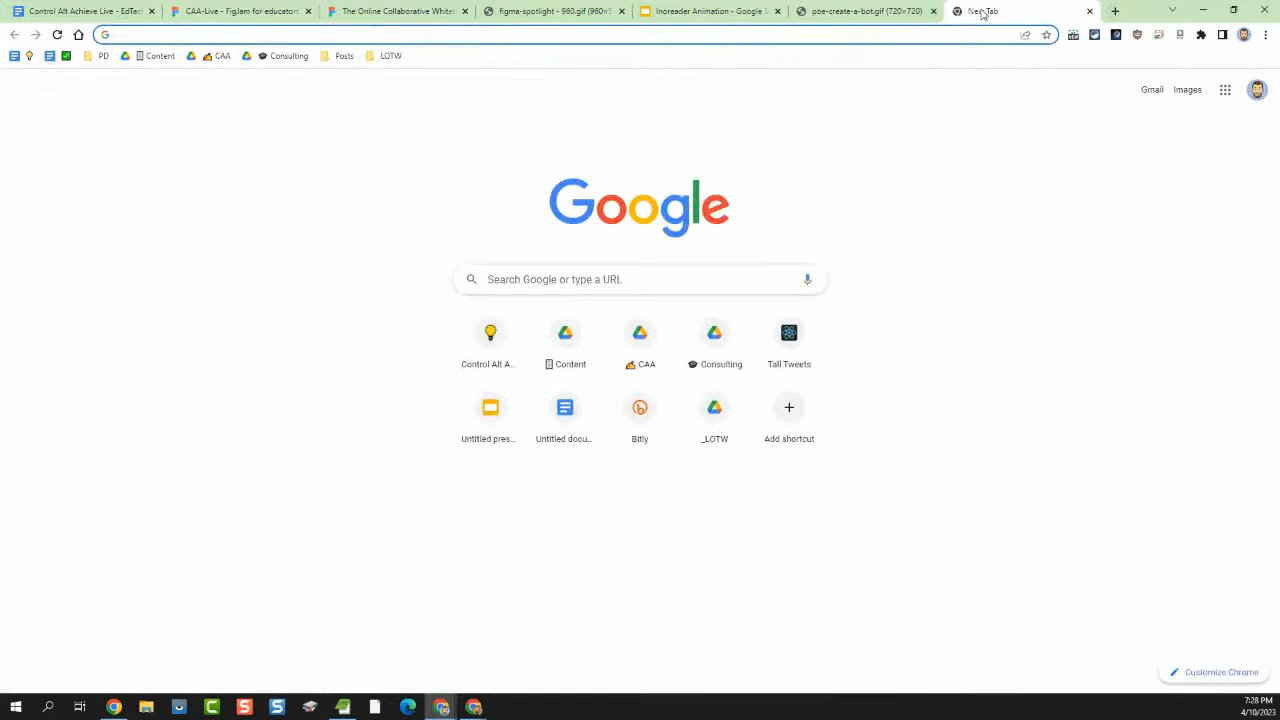 Control Alt Achieve Live - EdTec
CAA-Live - FigJam for educators
The Online Collaborative White
figma-spotlight - 960.gif (960×5
Inoreader Animation - Google S
poe-create-a-bot.gif (720×720)
New Tab
PD
Content
CAA
Consulting
Posts
LOTW
Gmail
Images
Google
Search Google or type a URL
Control Alt A...
Content
CAA
Consulting
Tall Tweets
Untitled pres...
Untitled docu...
Bitly
_LOTW
Add shortcut
Customize Chrome
7:28 PM
4/10/2023